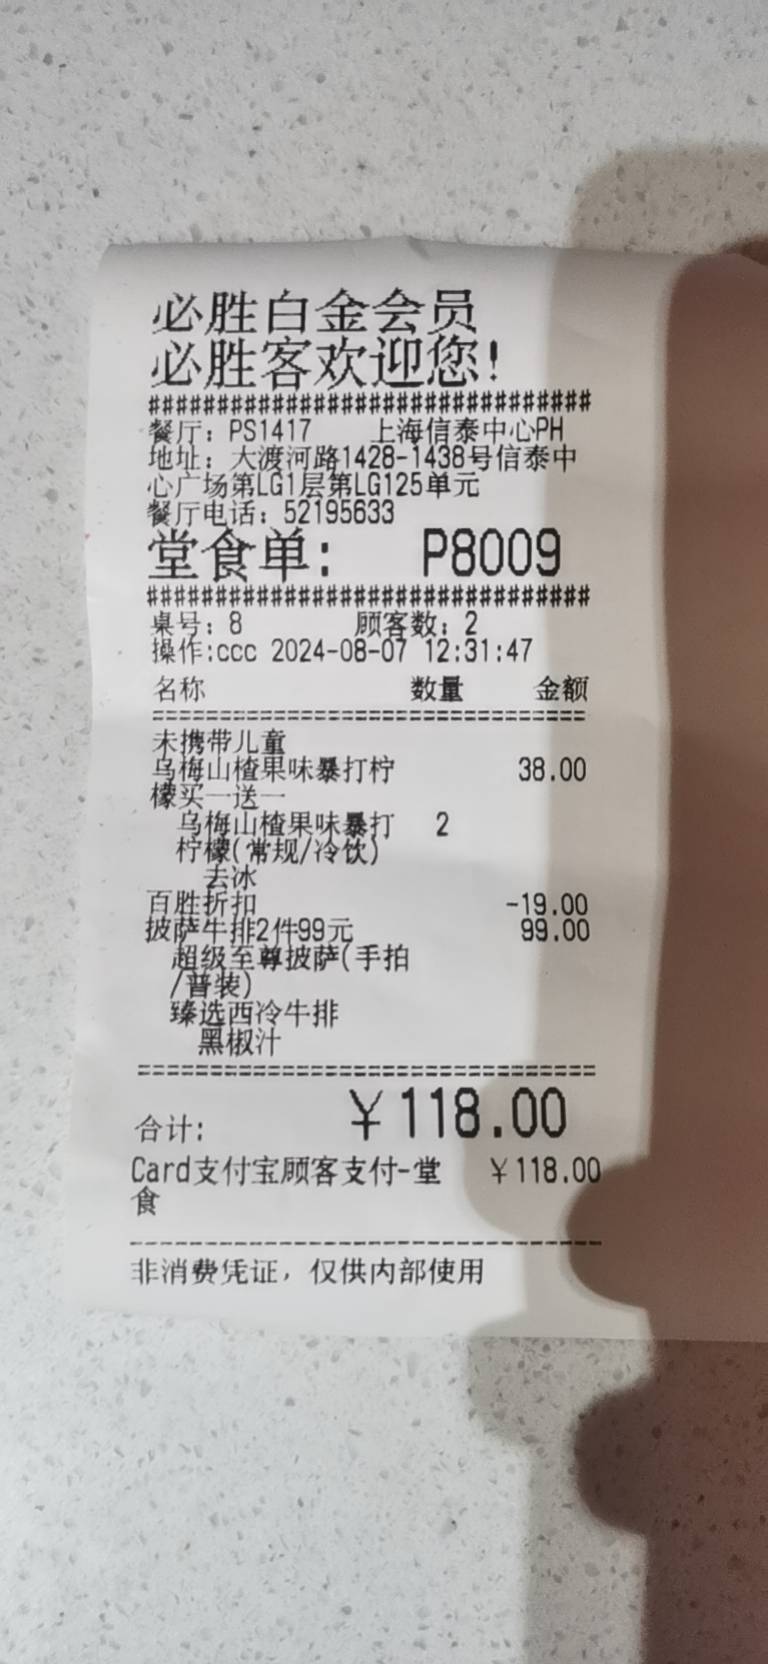 必胜白金会员
必胜客欢迎您!
################################
餐厅: PS1417 上海信泰中心PH
地址: 大渡河路1428-1438号信泰中
心广场第LG1层第LG125单元
餐厅电话: 52195633
堂食单: P8009
################################
桌号: 8 顾客数: 2
操作:ccc 2024-08-07 12:31:47
名称 数量 金额
================================
未携带儿童
乌梅山楂果味暴打柠 38.00
檬买一送一
乌梅山楂果味暴打 2
柠檬(常规/冷饮)
去冰
百胜折扣 -19.00
披萨牛排2件99元 99.00
超级至尊披萨(手拍
/普装)
臻选西冷牛排
黑椒汁
================================
合计: ￥118.00
Card支付宝顾客支付-堂 ￥118.00
食
--------------------------------
非消费凭证，仅供内部使用